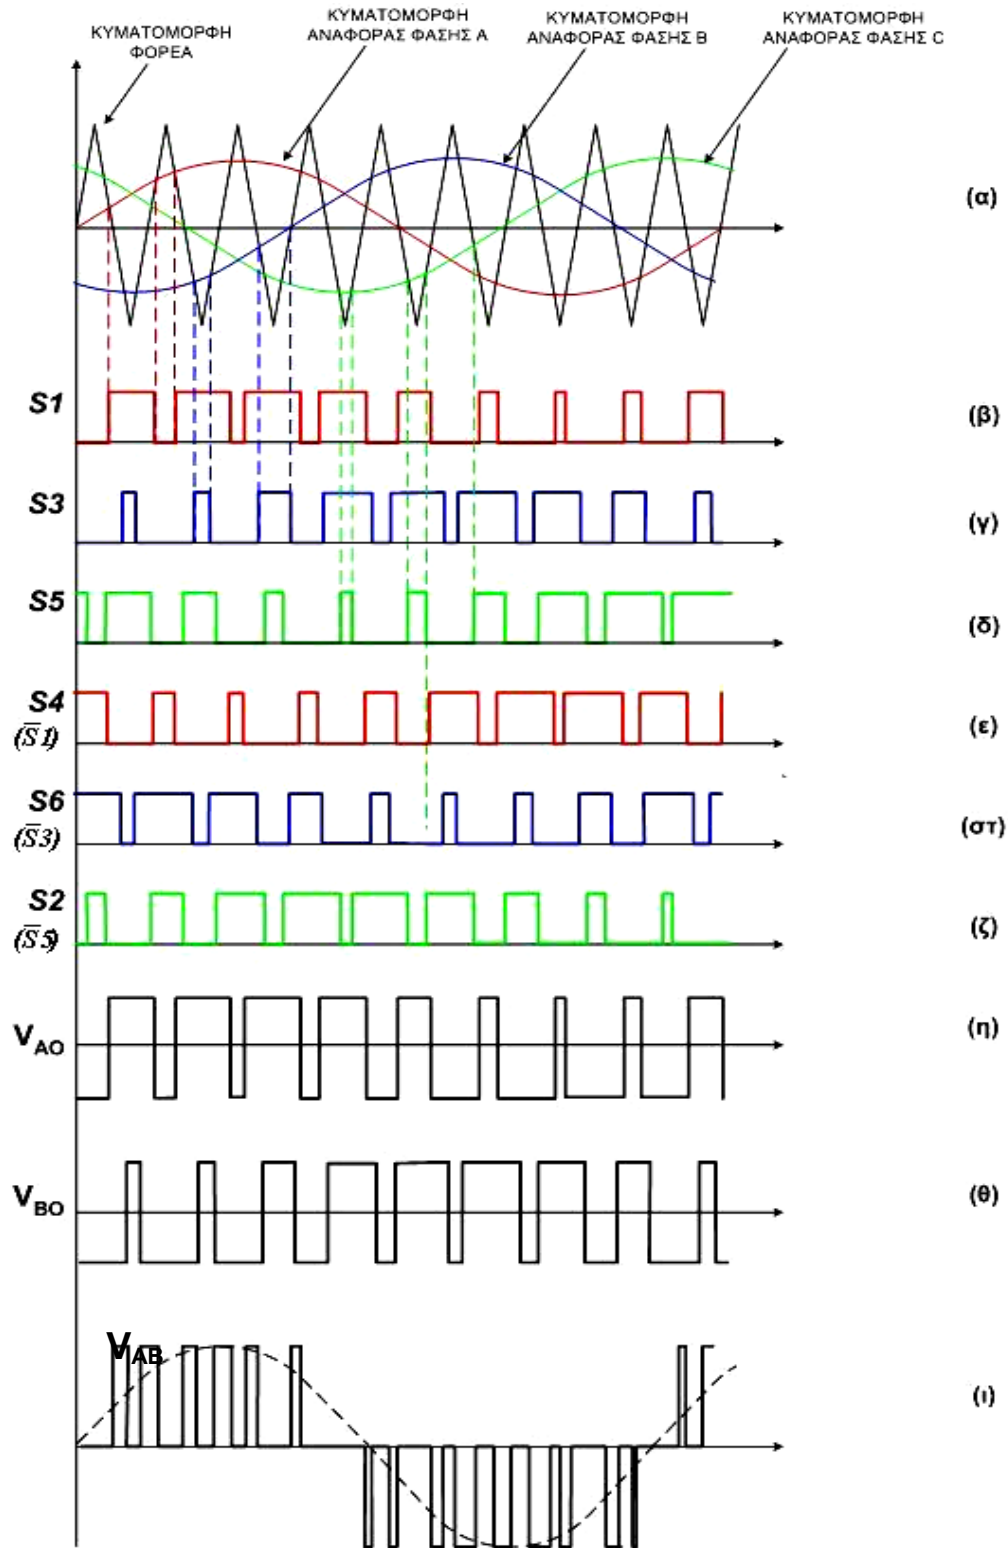 ΚΥΜΑΤΟΜΟΡΦΗ
ΦΟΡΕΑ
ΚΥΜΑΤΟΜΟΡΦΗ
ΑΝΑΦΟΡΑΣ ΦΑΣΗΣ Α
ΚΥΜΑΤΟΜΟΡΦΗ
ΑΝΑΦΟΡΑΣ ΦΑΣΗΣ Β
ΚΥΜΑΤΟΜΟΡΦΗ
ΑΝΑΦΟΡΑΣ ΦΑΣΗΣ C
(α)
S1
(β)
S3
(γ)
S5
(δ)
S4
(S̅1)
(ε)
S6
(S̅3)
(στ)
S2
(S̅5)
(ζ)
VAO
(η)
VBO
(θ)
VAB
(ι)